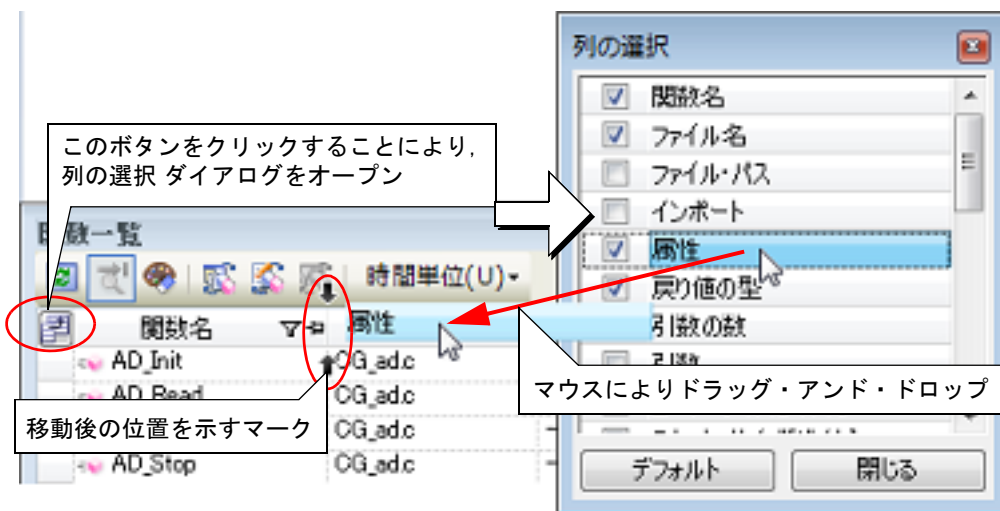 列の選択
関数名
ファイル名
ファイル・パス
インポート
属性
戻り値の型
引数の数
引数
デフォルト
閉じる
このボタンをクリックすることにより，
列の選択 ダイアログをオープン
関数一覧
時間単位(U)
関数名
属性
AD_Init CG_ad.c
AD_Read CG_ad.c
CG_ad.c
AD_Stop CG_ad.c
移動後の位置を示すマーク
マウスによりドラッグ・アンド・ドロップ